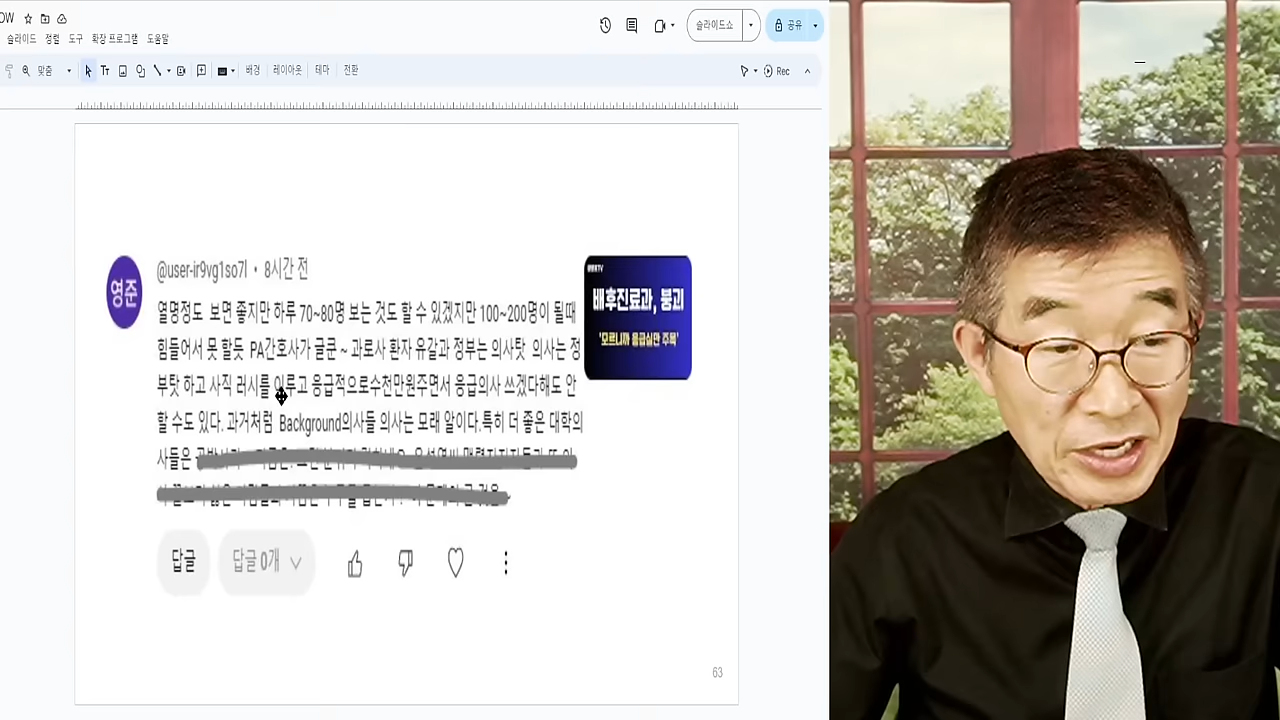 OW
슬라이드 정렬 도구 확장 프로그램 도움말
슬라이드쇼
공유
맞춤
Tт
배경 레이아웃 테마 전환
Rec
영준
@user-ir9vg1so7l • 8시간 전
열명정도 보면 좋지만 하루 70~80명 보는 것도 할 수 있겠지만 100~200명이 될때
힘들어서 못 할듯 PA간호사가 글쿤 ~ 과로사 환자 유갈과 정부는 의사탓 의사는 정
부탓 하고 사직 러시를 이루고 응급적으로수천만원주면서 응급의사 쓰겠다해도 안
할 수도 있다. 과거처럼 Background의사들 의사는 모래 알이다.특히 더 좋은 대학의
사들은
배후진료과, 붕괴
'모르니까 응급실만 주목'
답글
답글 0개
63